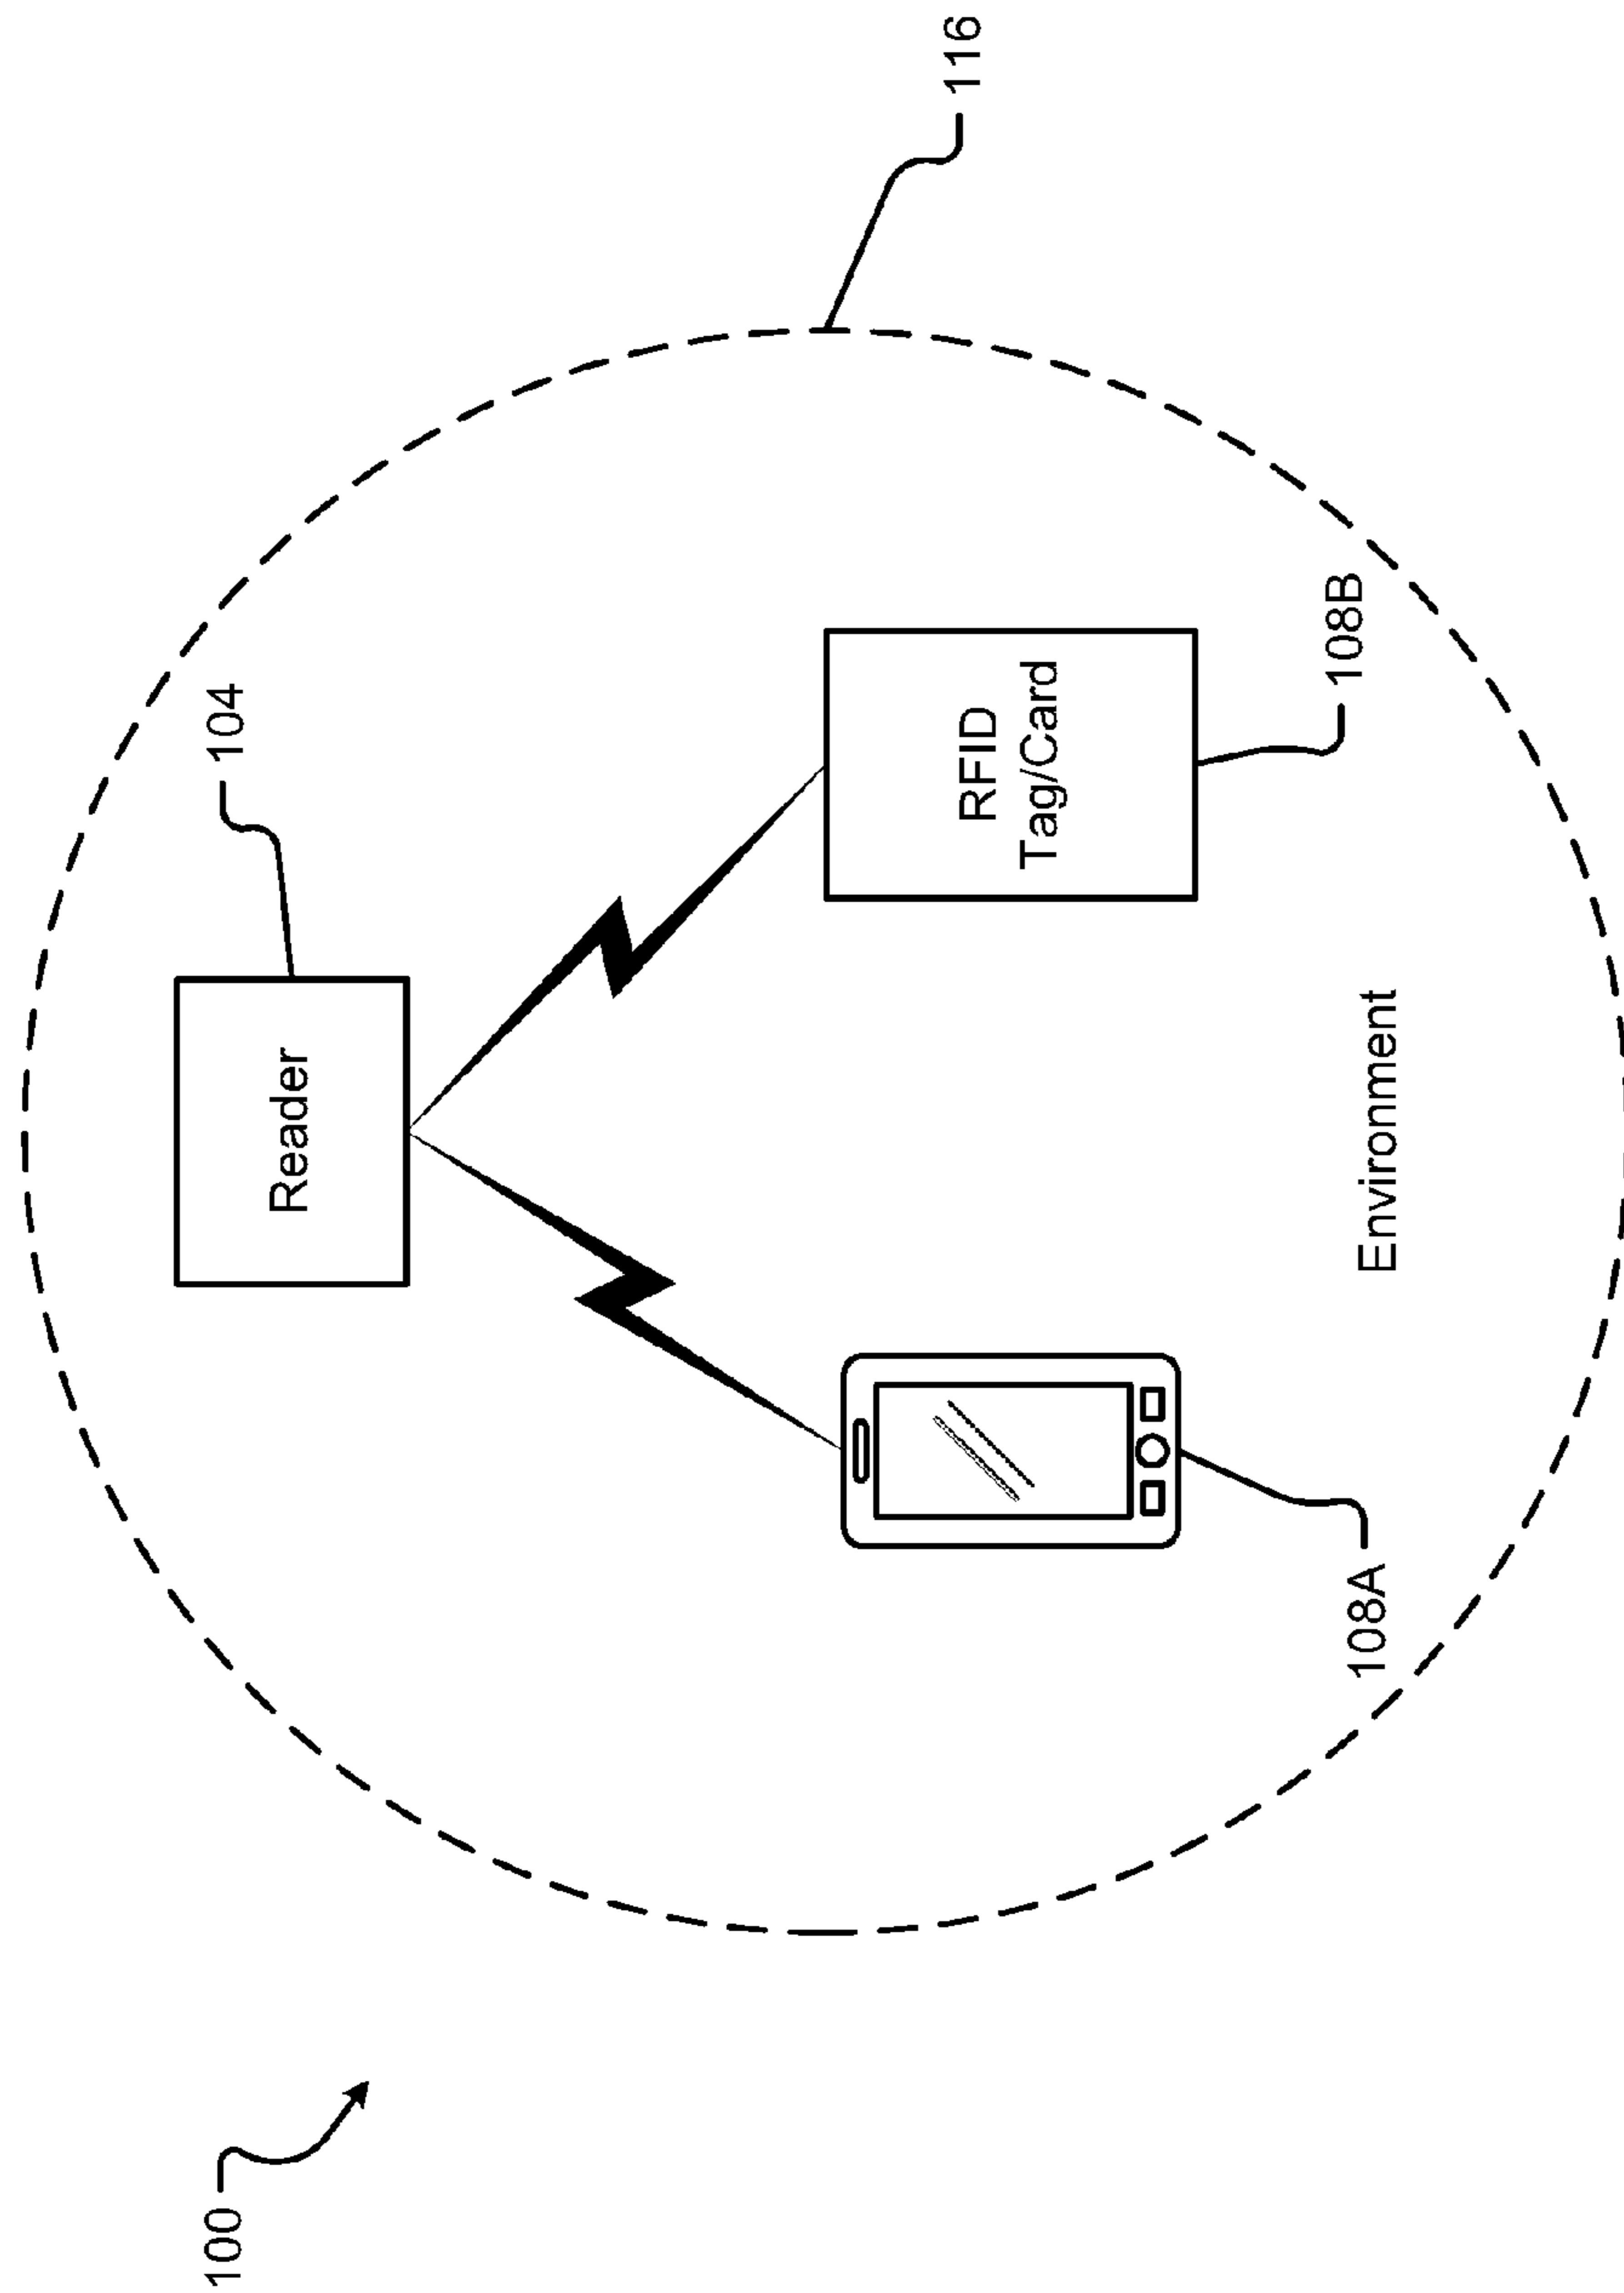 100
104
Reader
116
RFID
Tag/Card
108A
108B
Environment